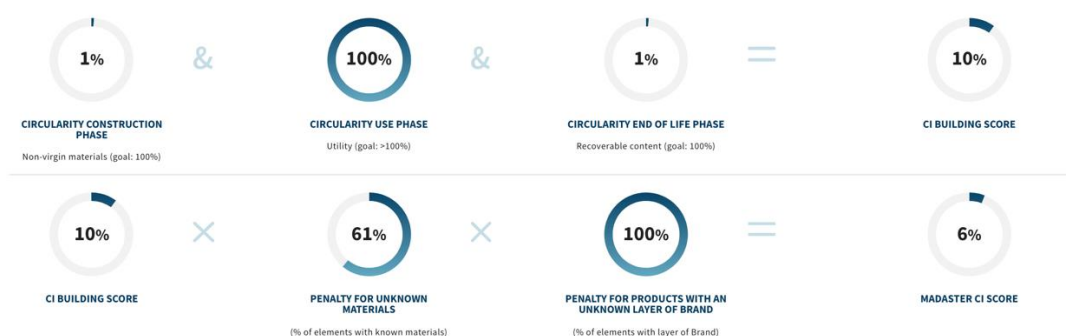 1% & 100% & 1% = 10%
CIRCULARITY CONSTRUCTION
PHASE
Non-virgin materials (goal: 100%)
CIRCULARITY USE PHASE
Utility (goal: >100%)
CIRCULARITY END OF LIFE PHASE
Recoverable content (goal: 100%)
CI BUILDING SCORE
10% × 61% × 100% = 6%
CI BUILDING SCORE
PENALTY FOR UNKNOWN
MATERIALS
(% of elements with known materials)
PENALTY FOR PRODUCTS WITH AN
UNKNOWN LAYER OF BRAND
(% of elements with layer of Brand)
MADASTER CI SCORE